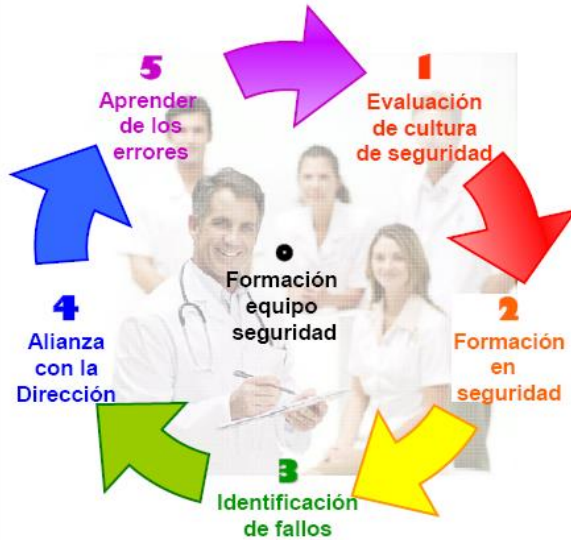 1
Evaluación
de cultura
de seguridad
2
Formación
en
seguridad
3
Identificación
de fallos
4
Alianza
con la
Dirección
5
Aprender
de los
errores
0
Formación
equipo
seguridad